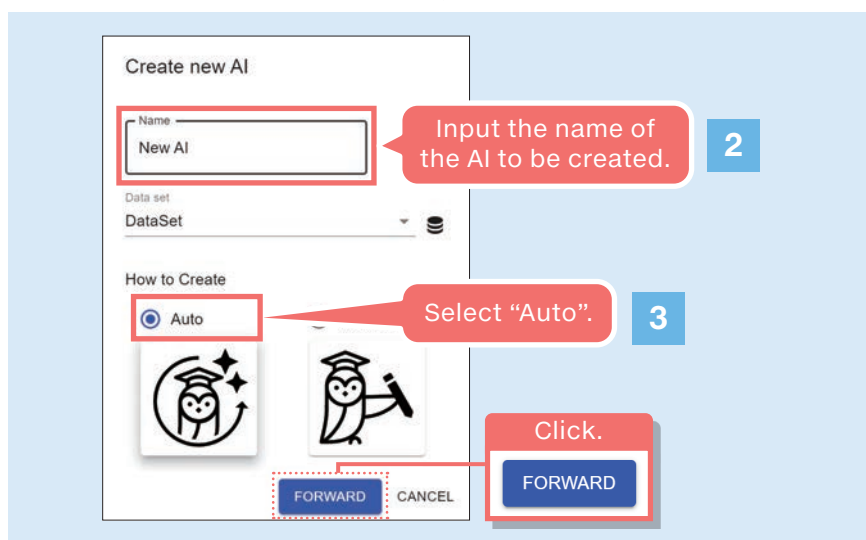 Create new AI
Name
New AI
Input the name of
the AI to be created.
2
Data set
DataSet
How to Create
Auto
Select “Auto”.
3
FORWARD
CANCEL
Click.
FORWARD